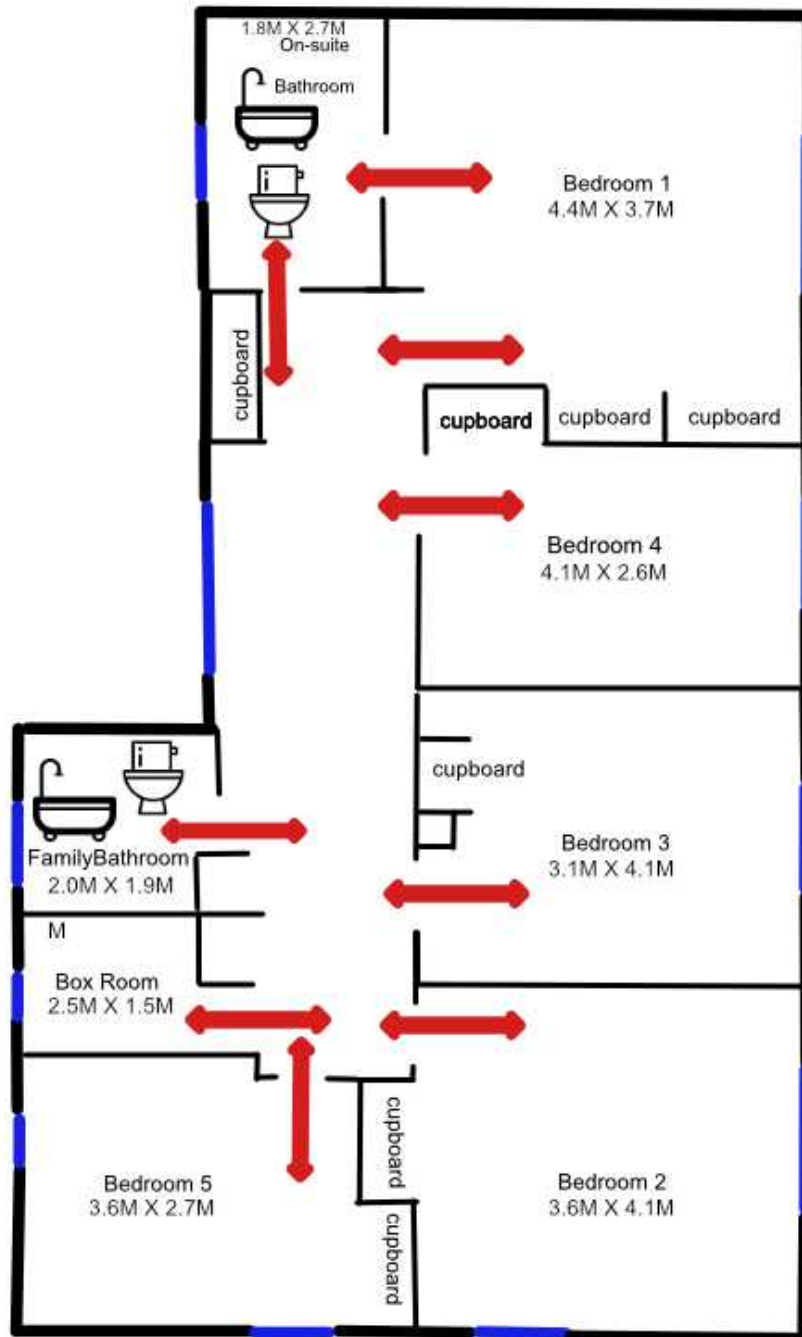 1.8M X 2.7M
On-suite
Bathroom
i
Bedroom 1
4.4M X 3.7M
cupboard
cupboard
cupboard
cupboard
Bedroom 4
4.1M X 2.6M
i
cupboard
FamilyBathroom
2.0M X 1.9M
Bedroom 3
3.1M X 4.1M
M
Box Room
2.5M X 1.5M
cupboard
Bedroom 5
3.6M X 2.7M
Bedroom 2
3.6M X 4.1M
cupboard